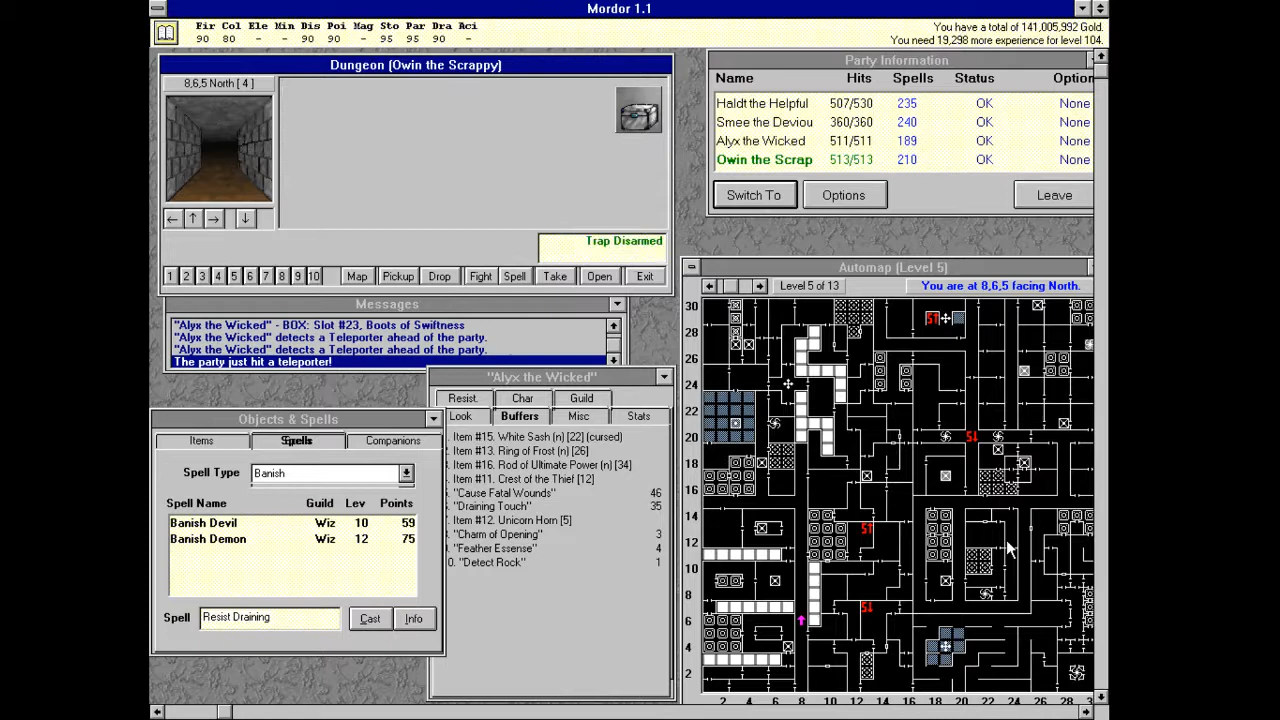 Mordor 1.1
Fir Col Ele Min Dis Poi Mag Sto Par Dra Aci
90 80 - - 90 90 - 95 95 90 -
You have a total of 141,005,992 Gold.
You need 19,298 more experience for level 104.
Dungeon (Owin the Scrappy)
8,6,5 North [ 4 ]
Trap Disarmed
1 2 3 4 5 6 7 8 9 10 Map Pickup Drop Fight Spell Take Open Exit
Party Information
Name Hits Spells Status Option
Haldt the Helpful 507/530 235 OK None
Smee the Deviou 360/360 240 OK None
Alyx the Wicked 511/511 189 OK None
Owin the Scrap 513/513 210 OK None
Switch To Options Leave
Messages
"Alyx the Wicked" - BOX: Slot #23, Boots of Swiftness
"Alyx the Wicked" detects a Teleporter ahead of the party.
"Alyx the Wicked" detects a Teleporter ahead of the party.
The party just hit a teleporter!
Automap (Level 5)
Level 5 of 13 You are at 8,6,5 facing North.
30
28
26
24
22
20
18
16
14
12
10
8
6
4
2
2 4 6 8 10 12 14 16 18 20 22 24 26 28 3
"Alyx the Wicked"
Resist. Char Guild
Look Buffers Misc Stats
. Item #15. White Sash (n) [22] (cursed)
. Item #13. Ring of Frost (n) [26]
. Item #16. Rod of Ultimate Power (n) [34]
. Item #11. Crest of the Thief [12]
. "Cause Fatal Wounds" 46
. "Draining Touch" 35
. Item #12. Unicorn Horn [5]
. "Charm of Opening" 3
. "Feather Essense" 4
0. "Detect Rock" 1
Objects & Spells
Items Spells Companions
Spell Type Banish
Spell Name Guild Lev Points
Banish Devil Wiz 10 59
Banish Demon Wiz 12 75
Spell Resist Draining Cast Info